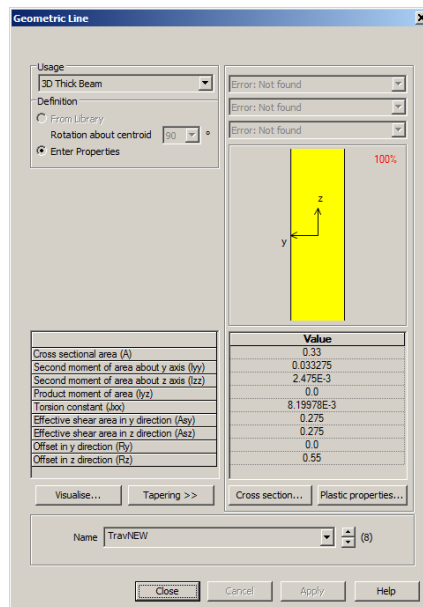 Geometric Line
Usage
3D Thick Beam
Definition
From Library
Rotation about centroid 90 °
Enter Properties
Error: Not found
Error: Not found
Error: Not found
100%
z
y
Value
Cross sectional area (A) 0.33
Second moment of area about y axis (Iyy) 0.033275
Second moment of area about z axis (Izz) 2.475E-3
Product moment of area (Iyz) 0.0
Torsion constant (Jxx) 8.19978E-3
Effective shear area in y direction (Asy) 0.275
Effective shear area in z direction (Asz) 0.275
Offset in y direction (Ry) 0.0
Offset in z direction (Rz) 0.55
Visualise... Tapering >> Cross section... Plastic properties...
Name TravNEW (8)
Close Cancel Apply Help